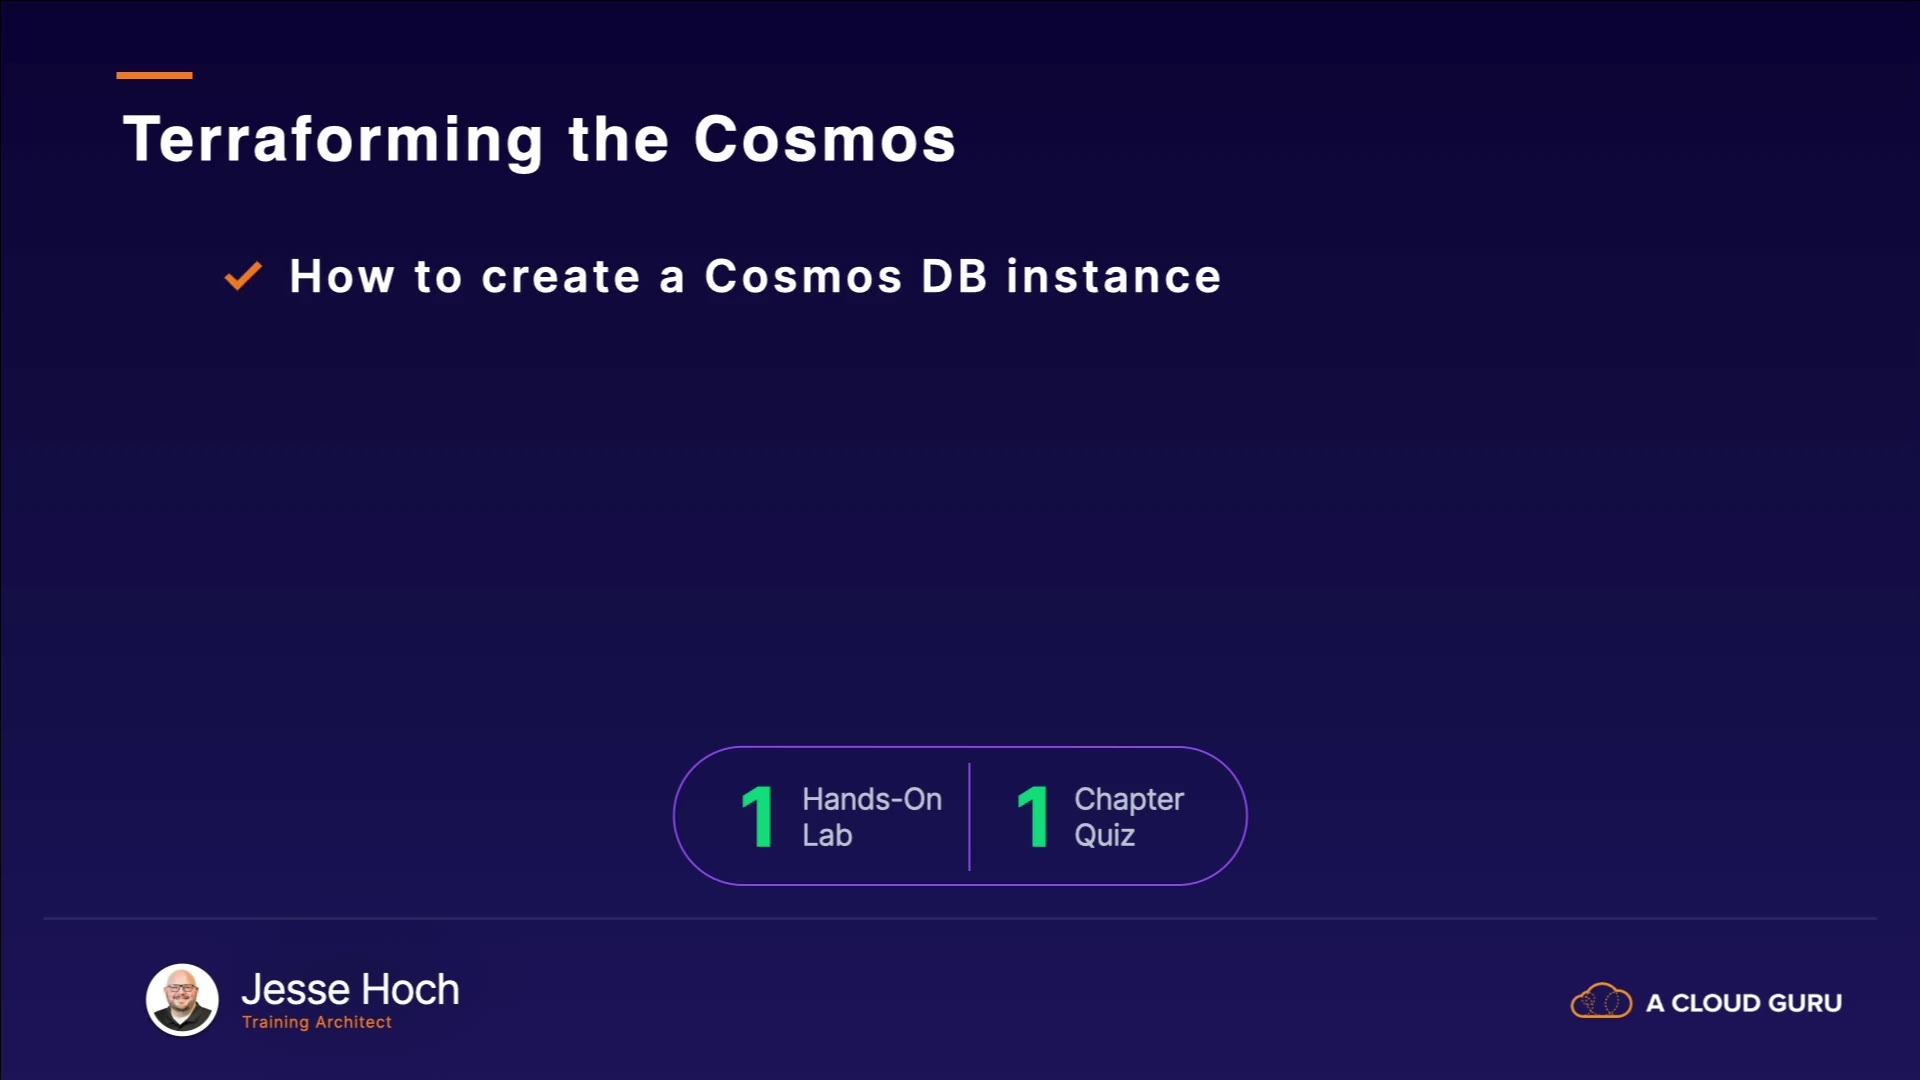 Terraforming the Cosmos
How to create a Cosmos DB instance
1 Hands-On
Lab
1 Chapter
Quiz
Jesse Hoch
Training Architect
A CLOUD GURU